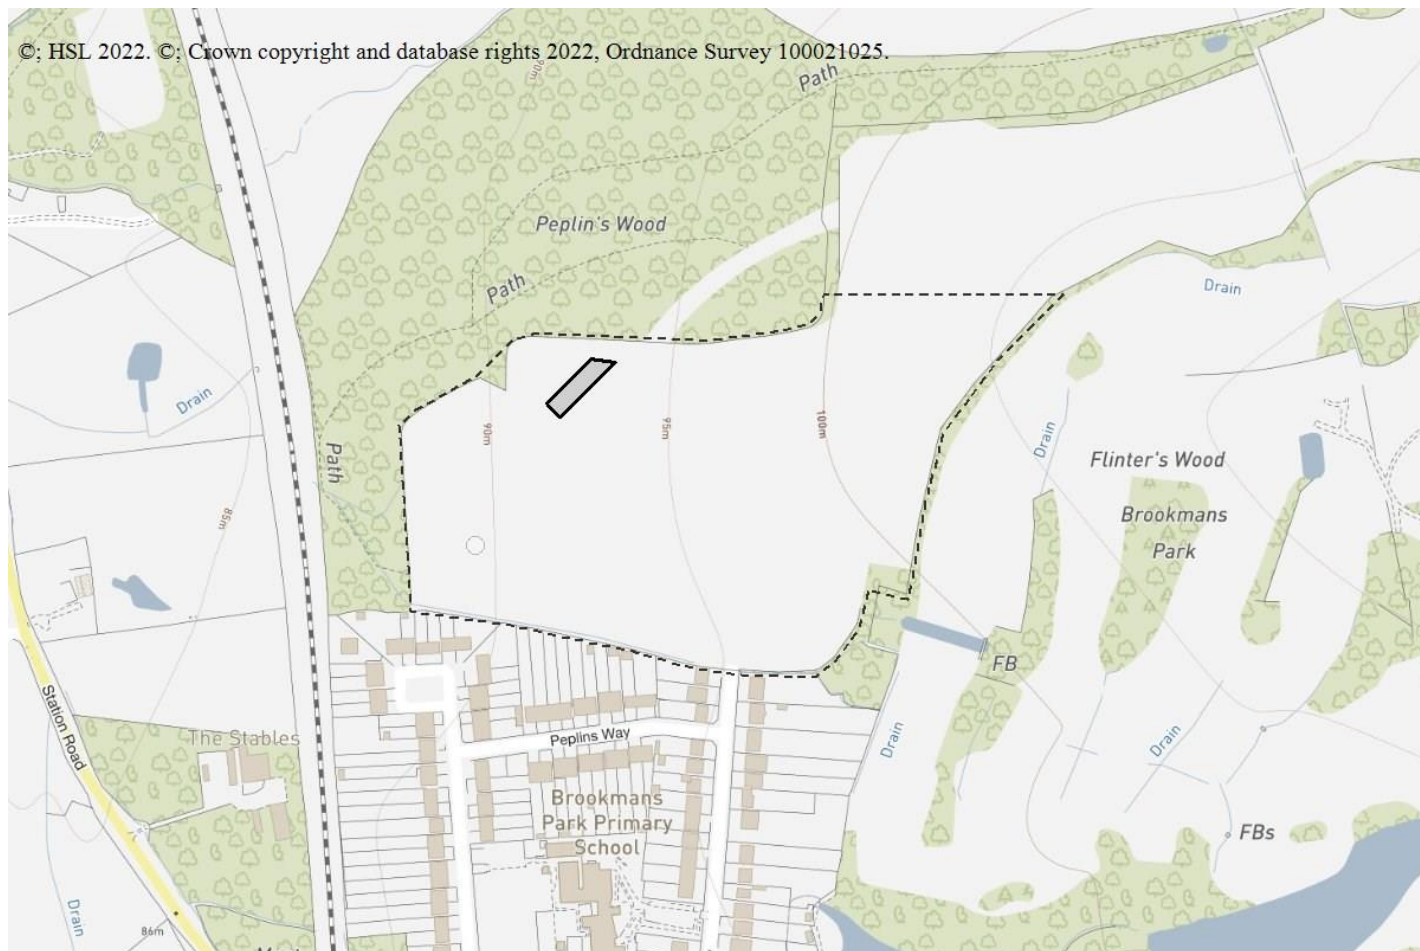 ©; HSL 2022. ©; Crown copyright and database rights 2022, Ordnance Survey 100021025.
90m
Path
Peplin's Wood
Path
Drain
Drain
90m
95m
100m
Path
Drain
85m
Flinter's Wood
Brookmans
Park
FB
Station Road
The Stables
Peplins Way
Drain
Drain
Brookmans
Park Primary
School
FBs
Drain
86m